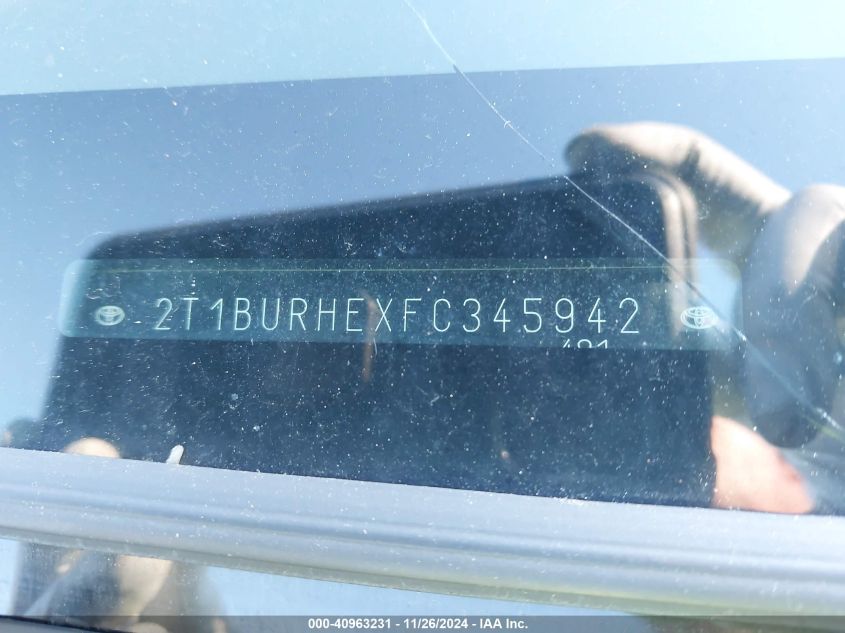 2T1BURHEXFC345942
000-40963231 - 11/26/2024 - IAA Inc.